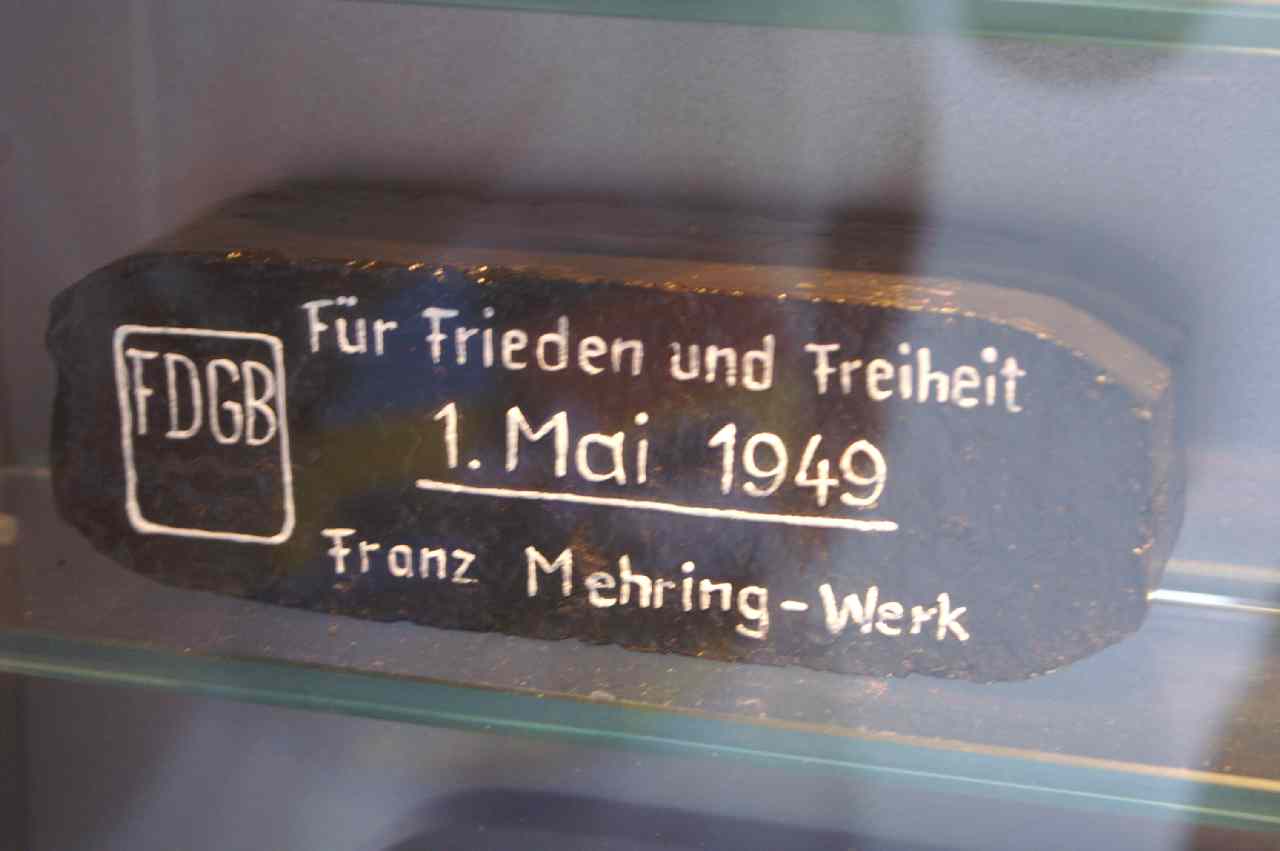 FDGB
Für Frieden und Freiheit
1. Mai 1949
Franz Mehring-Werk